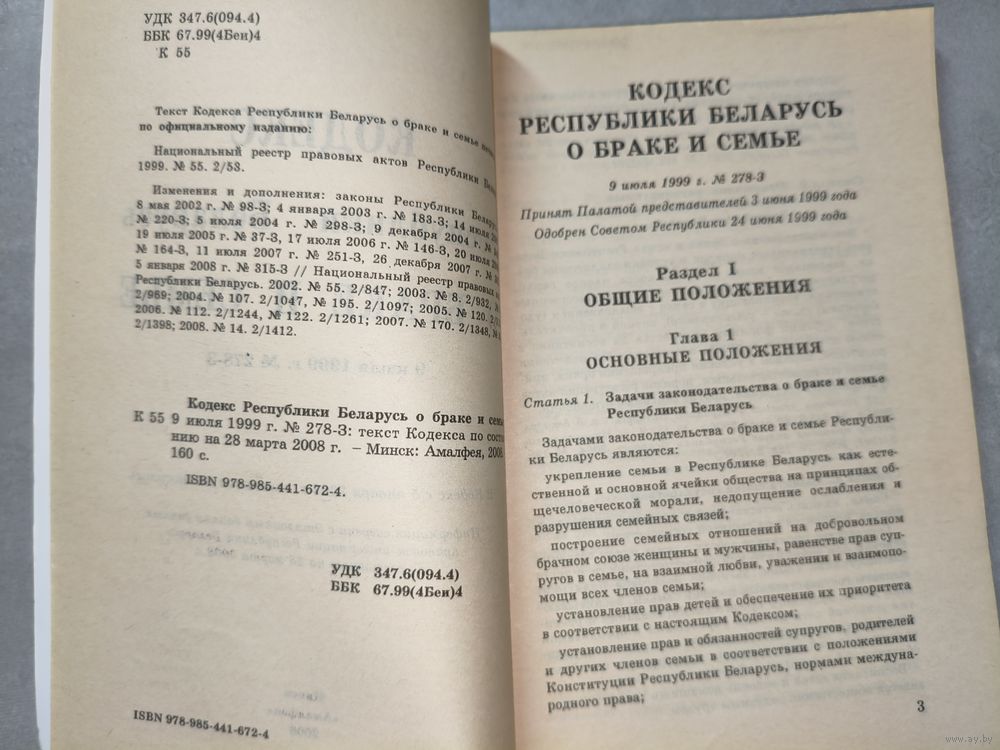 УДК 347.6(094.4)
ББК 67.99(4Беи)4
К 55
Текст Кодекса Республики Беларусь о браке и семье
по официальному изданию:
Национальный реестр правовых актов Республики
1999. № 55. 2/53.
Изменения и дополнения: законы Республики
8 мая 2002 г. № 98-З; 4 января 2003 г. № 183-З; 14 июля
№ 220-З; 5 июля 2004 г. № 298-З; 9 декабря 2004 г. №
19 июля 2005 г. № 37-З, 17 июля 2006 г. № 146-З, 20 июля
№ 164-З, 11 июля 2007 г. № 251-З, 26 декабря 2007 г. №
5 января 2008 г. № 315-З // Национальный реестр правовых
Республики Беларусь. 2002. № 55. 2/847; 2003. № 8. 2/932,
2/969; 2004. № 107. 2/1047, № 195. 2/1097; 2005. № 120.
2006. № 112. 2/1244, № 122. 2/1261; 2007. № 170. 2/1348,
2/1398; 2008. № 14. 2/1412.
Кодекс Республики Беларусь о браке и
К 55 9 июля 1999 г. № 278-З: текст Кодекса по
нию на 28 марта 2008 г. – Минск: Амалфея, 2008.
160 с.
ISBN 978-985-441-672-4.
УДК 347.6(094.4)
ББК 67.99(4Беи)4
ISBN 978-985-441-672-4
КОДЕКС
РЕСПУБЛИКИ БЕЛАРУСЬ
О БРАКЕ И СЕМЬЕ
9 июля 1999 г. № 278-З
Принят Палатой представителей 3 июня 1999 года
Одобрен Советом Республики 24 июня 1999 года
Раздел I
ОБЩИЕ ПОЛОЖЕНИЯ
Глава 1
ОСНОВНЫЕ ПОЛОЖЕНИЯ
Статья 1. Задачи законодательства о браке и семье
Республики Беларусь
Задачами законодательства о браке и семье Республи-
ки Беларусь являются:
укрепление семьи в Республике Беларусь как есте-
ственной и основной ячейки общества на принципах об-
щечеловеческой морали, недопущение ослабления и
разрушения семейных связей;
построение семейных отношений на добровольном
брачном союзе женщины и мужчины, равенстве прав суп-
ругов в семье, на взаимной любви, уважении и взаимопо-
мощи всех членов семьи;
установление прав детей и обеспечение их приоритета
в соответствии с настоящим Кодексом;
установление прав и обязанностей супругов, родителей
и других членов семьи в соответствии с положениями
Конституции Республики Беларусь, нормами междуна-
родного права;
3
www.ay.by